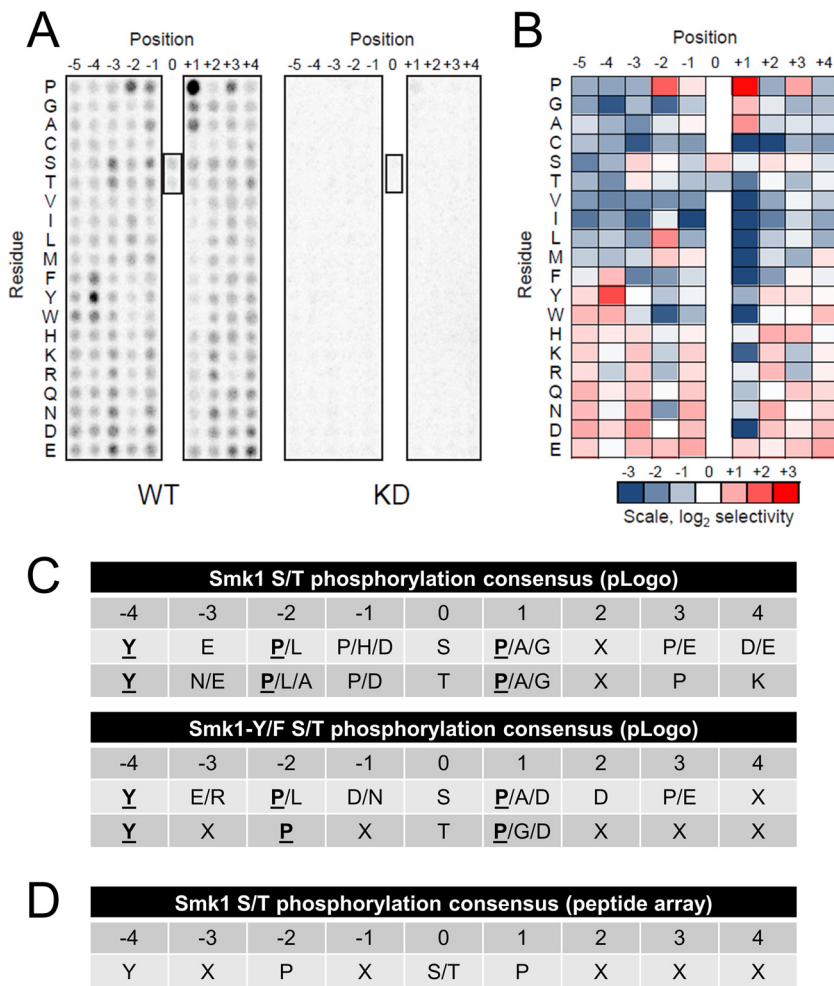 A
Position
Position
-5 -4 -3 -2 -1 0 +1 +2 +3 +4
-5 -4 -3 -2 -1 0 +1 +2 +3 +4
Residue
P
G
A
C
S
T
V
I
L
M
F
Y
W
H
K
R
Q
N
D
E
WT
KD
B
Position
-5 -4 -3 -2 -1 0 +1 +2 +3 +4
Residue
P
G
A
C
S
T
V
I
L
M
F
Y
W
H
K
R
Q
N
D
E
-3 -2 -1 0 +1 +2 +3
Scale, log2 selectivity
C
Smk1 S/T phosphorylation consensus (pLogo)
-4 -3 -2 -1 0 1 2 3 4
Y E P/L P/H/D S P/A/G X P/E D/E
Y N/E P/L/A P/D T P/A/G X P K
Smk1-Y/F S/T phosphorylation consensus (pLogo)
-4 -3 -2 -1 0 1 2 3 4
Y E/R P/L D/N S P/A/D D P/E X
Y X P X T P/G/D X X X
D
Smk1 S/T phosphorylation consensus (peptide array)
-4 -3 -2 -1 0 1 2 3 4
Y X P X S/T P X X X